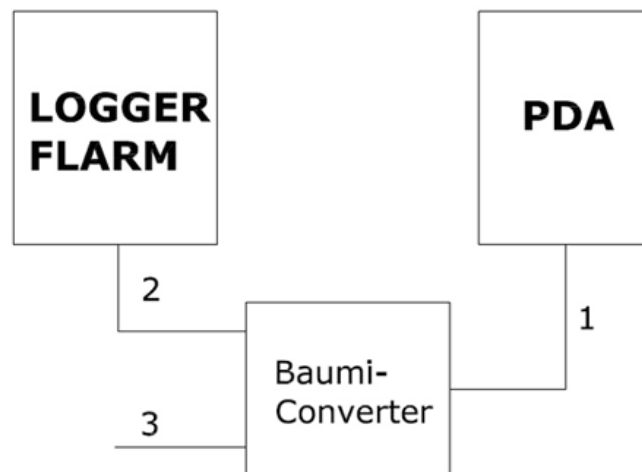 LOGGER
FLARM
PDA
2
1
Baumi-
Converter
3